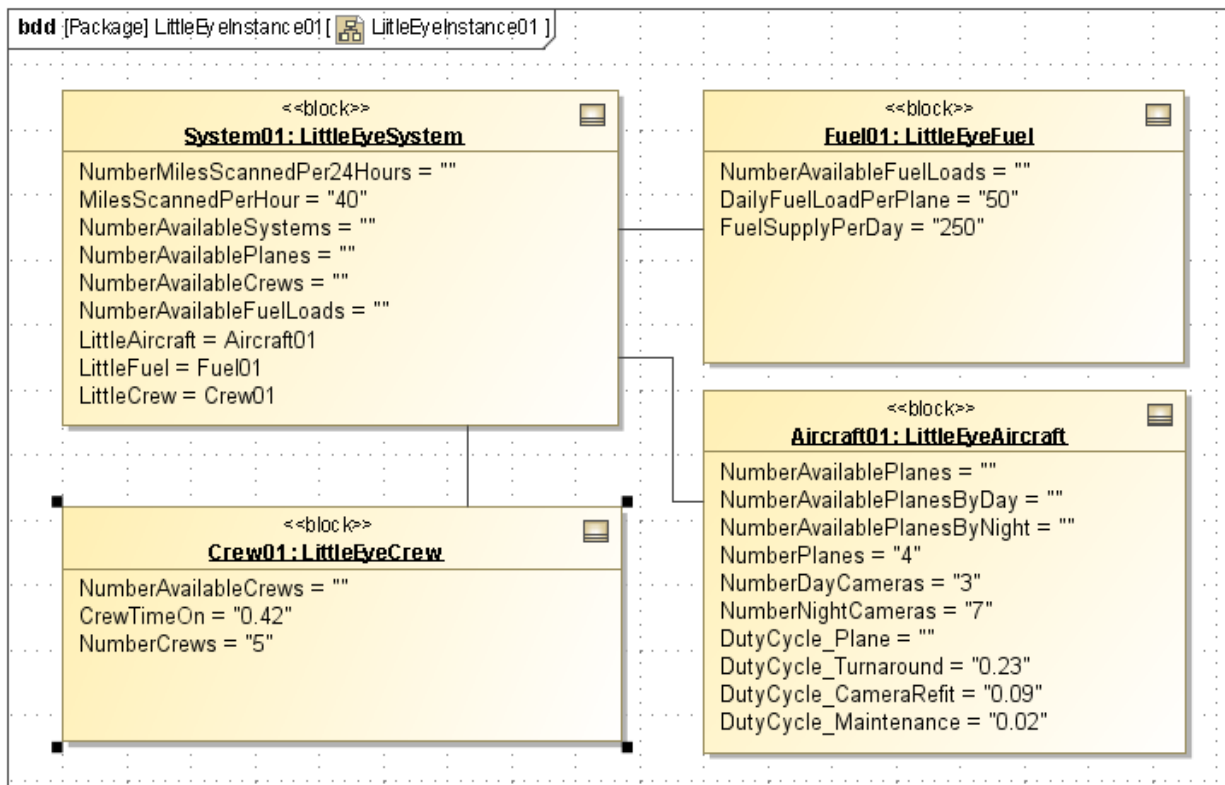 bdd [Package] LittleEyeInstance01[ LittleEyeInstance01 ]
<<block>>
System01: LittleEyeSystem
NumberMilesScannedPer24Hours = ""
MilesScannedPerHour = "40"
NumberAvailableSystems = ""
NumberAvailablePlanes = ""
NumberAvailableCrews = ""
NumberAvailableFuelLoads = ""
LittleAircraft = Aircraft01
LittleFuel = Fuel01
LittleCrew = Crew01
<<block>>
Fuel01: LittleEyeFuel
NumberAvailableFuelLoads = ""
DailyFuelLoadPerPlane = "50"
FuelSupplyPerDay = "250"
<<block>>
Crew01: LittleEyeCrew
NumberAvailableCrews = ""
CrewTimeOn = "0.42"
NumberCrews = "5"
<<block>>
Aircraft01: LittleEyeAircraft
NumberAvailablePlanes = ""
NumberAvailablePlanesByDay = ""
NumberAvailablePlanesByNight = ""
NumberPlanes = "4"
NumberDayCameras = "3"
NumberNightCameras = "7"
DutyCycle_Plane = ""
DutyCycle_Turnaround = "0.23"
DutyCycle_CameraRefit = "0.09"
DutyCycle_Maintenance = "0.02"